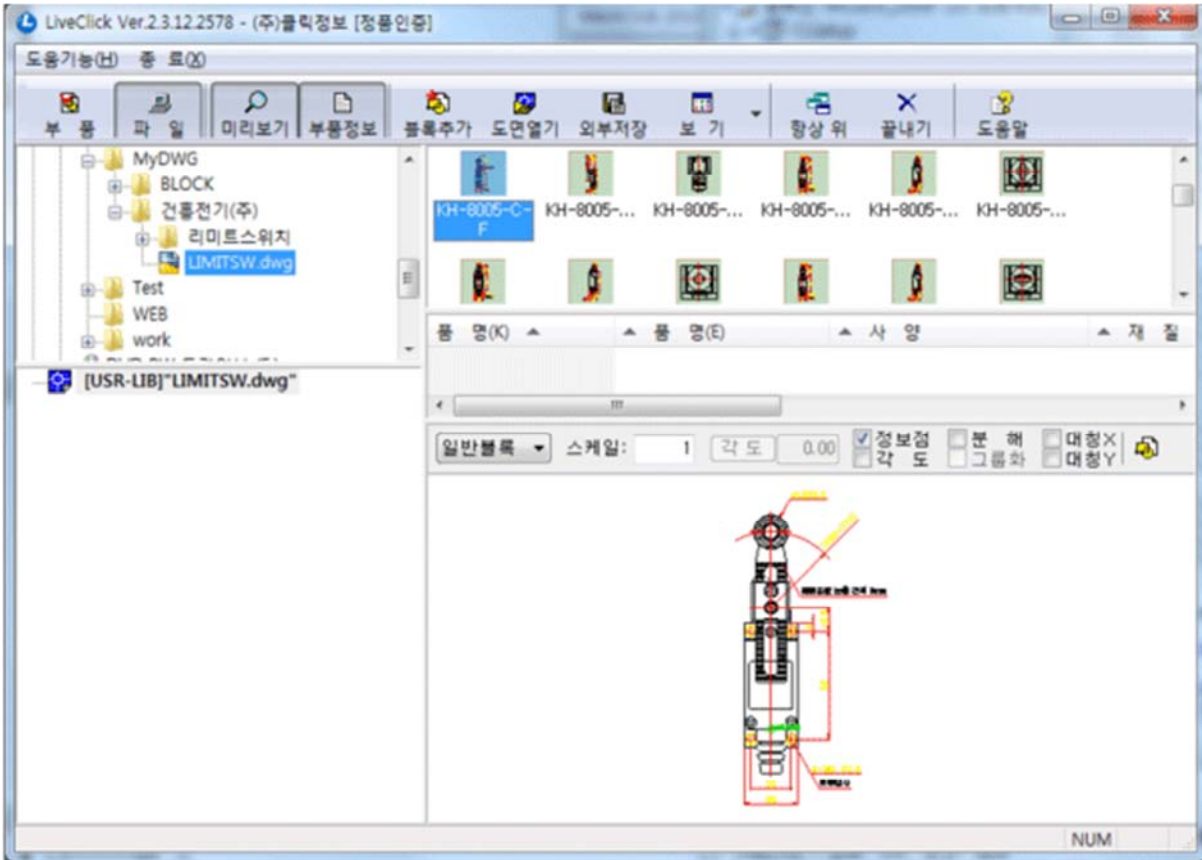 LiveClick Ver.2.3.12.2578 - (주)클릭정보 [정품인증]
도움기능(H) 종 료(X)
부 품 파 일 미리보기 부품정보 블록추가 도면열기 외부저장 보 기 항상 위 끝내기 도움말
MyDWG
BLOCK
건흥전기(주)
리미트스위치
LIMITSW.dwg
Test
WEB
work
[USR-LIB]"LIMITSW.dwg"
KH-8005-C-F KH-8005-... KH-8005-... KH-8005-... KH-8005-... KH-8005-...
품 명(K) 품 명(E) 사 양 재 질
일반블록 스케일: 1 각 도 0.00 정보점 분 해 대칭X
각 도 그룹화 대칭Y
NUM